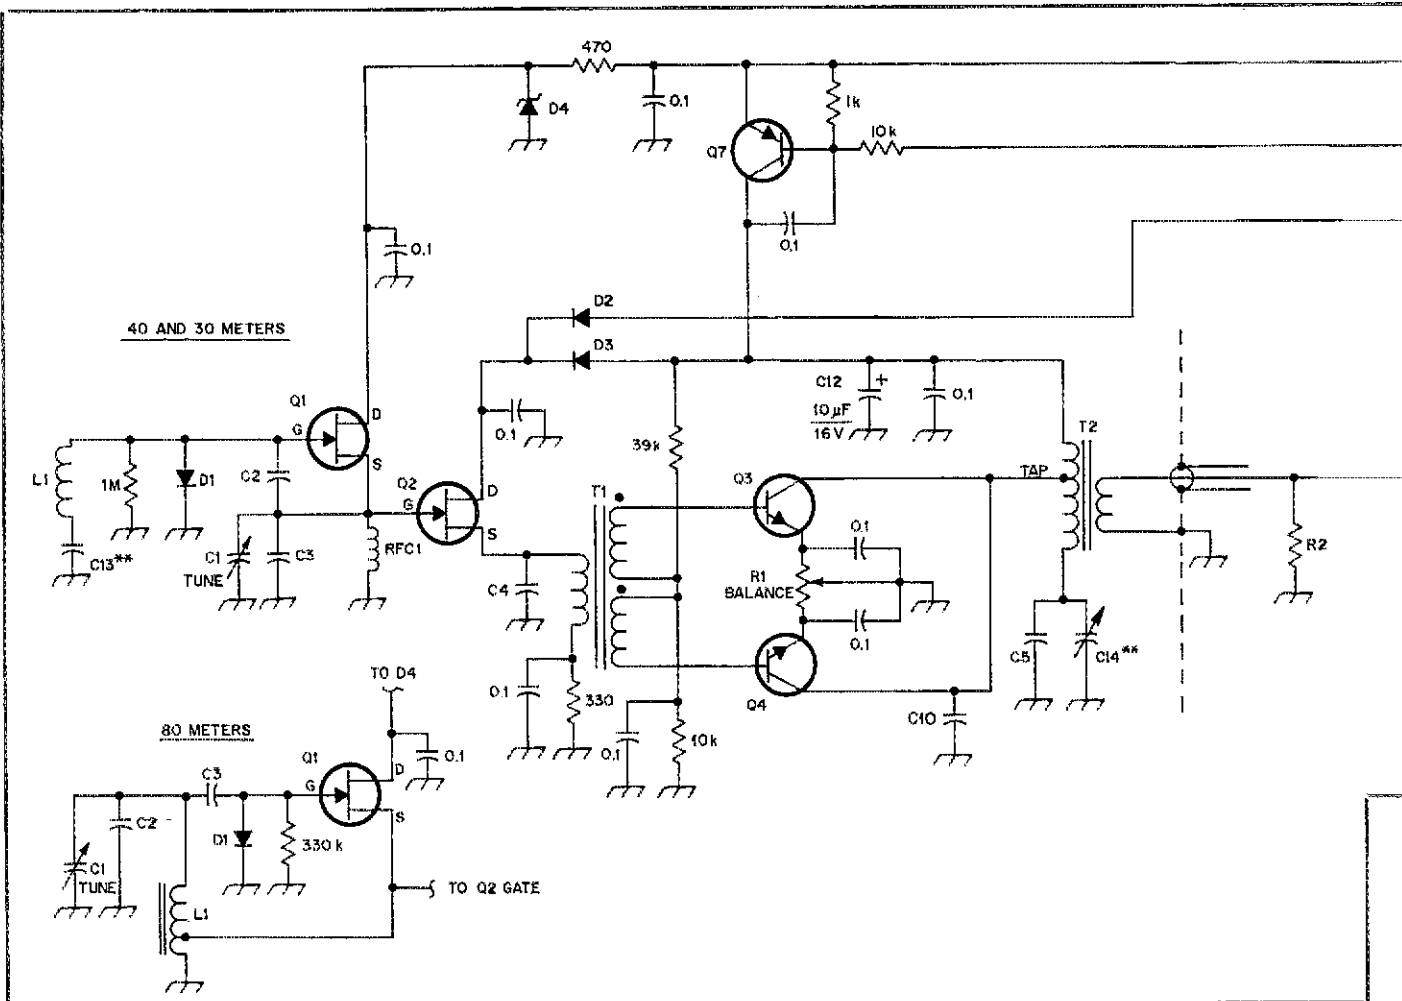 470
D4
0.1
1k
Q7
10k
0.1
0.1
D2
40 AND 30 METERS
D3
Q1
D
G
S
C12
+
10 µF
16V
0.1
T2
0.1
39k
L1
1M
D1
C2
Q2
G
D
S
T1
Q3
TAP
C13**
C1
TUNE
C3
RFC1
C4
0.1
R1
BALANCE
0.1
R2
C5
C14**
TO D4
0.1
330
Q4
C10
80 METERS
Q1
0.1
0.1
10k
C3
G
D
S
C2
D1
330k
C1
TUNE
L1
TO Q2 GATE